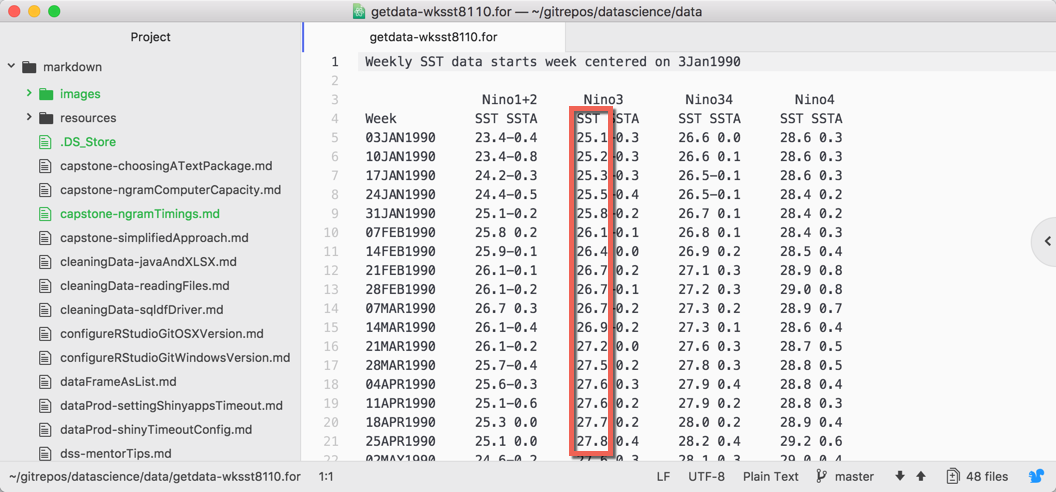 getdata-wksst8110.for — ~/gitrepos/datascience/data
Project
markdown
images
resources
.DS_Store
capstone-choosingATextPackage.md
capstone-ngramComputerCapacity.md
capstone-ngramTimings.md
capstone-simplifiedApproach.md
cleaningData-javaAndXLSX.md
cleaningData-readingFiles.md
cleaningData-sqldfDriver.md
configureRStudioGitOSXVersion.md
configureRStudioGitWindowsVersion.md
dataFrameAsList.md
dataProd-settingShinyappsTimeout.md
dataProd-shinyTimeoutConfig.md
dss-mentorTips.md
getdata-wksst8110.for
1 Weekly SST data starts week centered on 3Jan1990
2
3 Nino1+2 Nino3 Nino34 Nino4
4 Week SST SSTA SST SSTA SST SSTA SST SSTA
5 03JAN1990 23.4-0.4 25.1-0.3 26.6 0.0 28.6 0.3
6 10JAN1990 23.4-0.8 25.2-0.3 26.6 0.1 28.6 0.3
7 17JAN1990 24.2-0.3 25.3-0.3 26.5-0.1 28.6 0.3
8 24JAN1990 24.4-0.5 25.5-0.4 26.5-0.1 28.4 0.2
9 31JAN1990 25.1-0.2 25.8-0.2 26.7 0.1 28.4 0.2
10 07FEB1990 25.8 0.2 26.1-0.1 26.8 0.1 28.4 0.3
11 14FEB1990 25.9-0.1 26.4 0.0 26.9 0.2 28.5 0.4
12 21FEB1990 26.1-0.1 26.7 0.2 27.1 0.3 28.9 0.8
13 28FEB1990 26.1-0.2 26.7-0.1 27.2 0.3 29.0 0.8
14 07MAR1990 26.7 0.3 26.7-0.2 27.3 0.2 28.9 0.7
15 14MAR1990 26.1-0.4 26.9-0.2 27.3 0.1 28.6 0.4
16 21MAR1990 26.1-0.2 27.2 0.0 27.6 0.3 28.7 0.5
17 28MAR1990 25.7-0.4 27.5 0.2 27.8 0.3 28.8 0.5
18 04APR1990 25.6-0.3 27.6 0.3 27.9 0.4 28.8 0.4
19 11APR1990 25.1-0.6 27.6 0.2 27.9 0.2 28.8 0.3
20 18APR1990 25.3 0.0 27.7 0.2 28.0 0.2 28.9 0.4
21 25APR1990 25.1 0.0 27.8 0.4 28.2 0.4 29.2 0.6
22 02MAY1990 24.6-0.2 27.6 0.3 28.1 0.3 29.0 0.4
~/gitrepos/datascience/data/getdata-wksst8110.for 1:1 LF UTF-8 Plain Text master 48 files